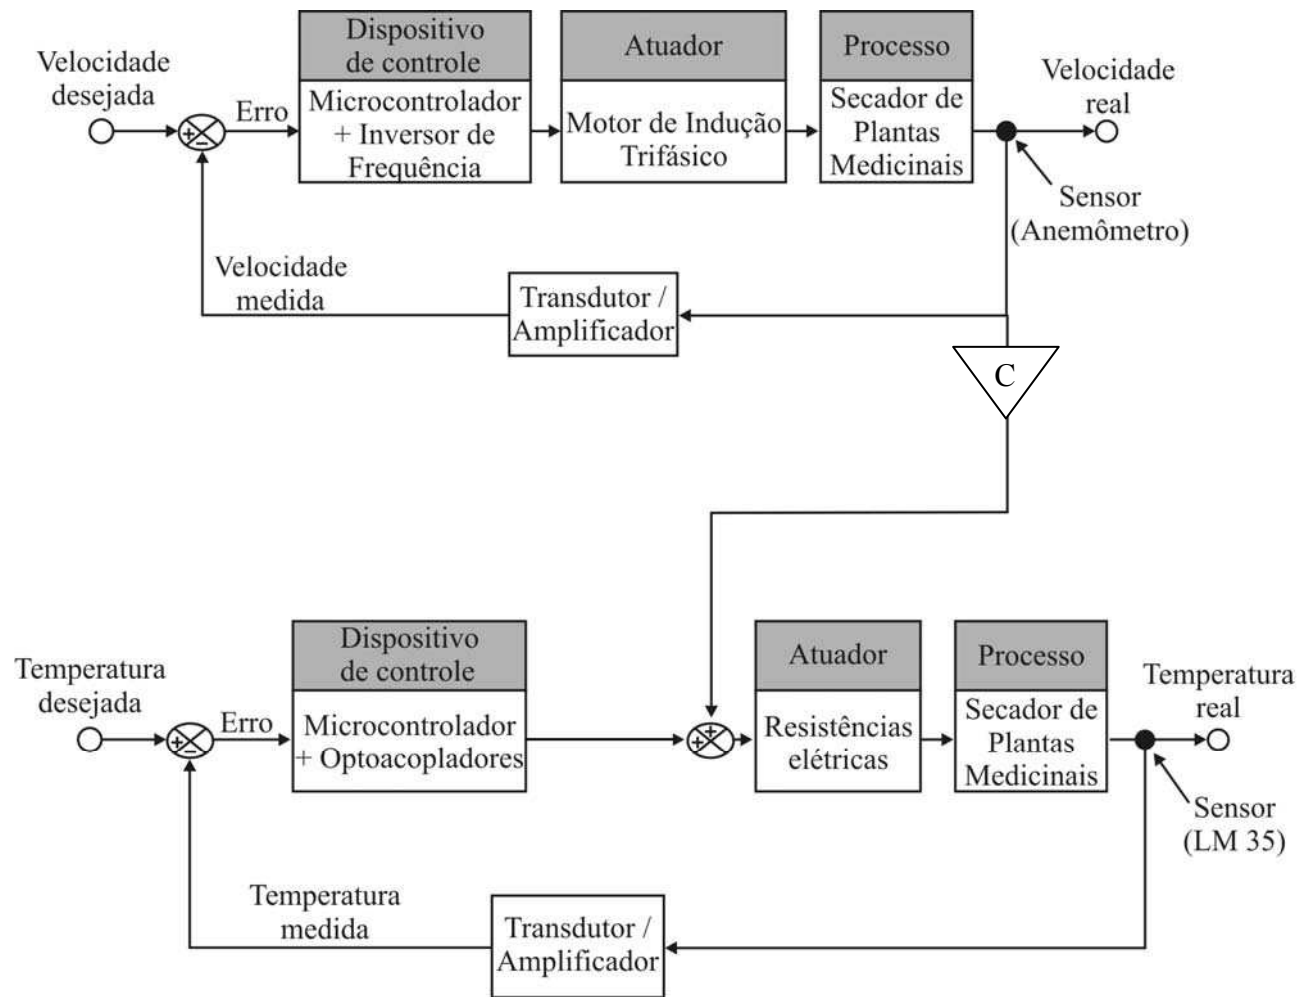 Velocidade
desejada
+
−
Erro
Dispositivo
de controle
Microcontrolador
+ Inversor de
Frequência
Atuador
Motor de Indução
Trifásico
Processo
Secador de
Plantas
Medicinais
Velocidade
real
Sensor
(Anemômetro)
Velocidade
medida
Transdutor /
Amplificador
C
Temperatura
desejada
+
−
Erro
Dispositivo
de controle
Microcontrolador
+ Optoacopladores
+
+
Atuador
Resistências
elétricas
Processo
Secador de
Plantas
Medicinais
Temperatura
real
Sensor
(LM 35)
Temperatura
medida
Transdutor /
Amplificador